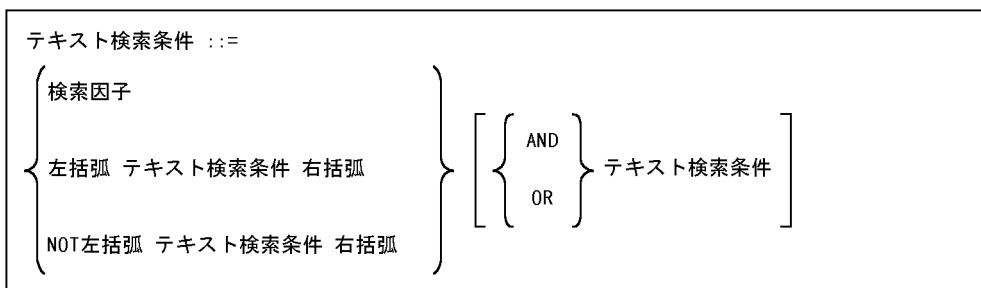 テキスト検索条件 ::=
検索因子
左括弧 テキスト検索条件 右括弧
NOT左括弧 テキスト検索条件 右括弧
AND
OR
テキスト検索条件